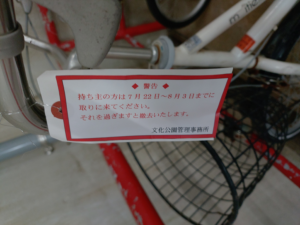 ◆ 警告 ◆
持ち主の方は7月22日~8月3日までに
取りに来てください。
それを過ぎますと撤去いたします。
文化公園管理事務所